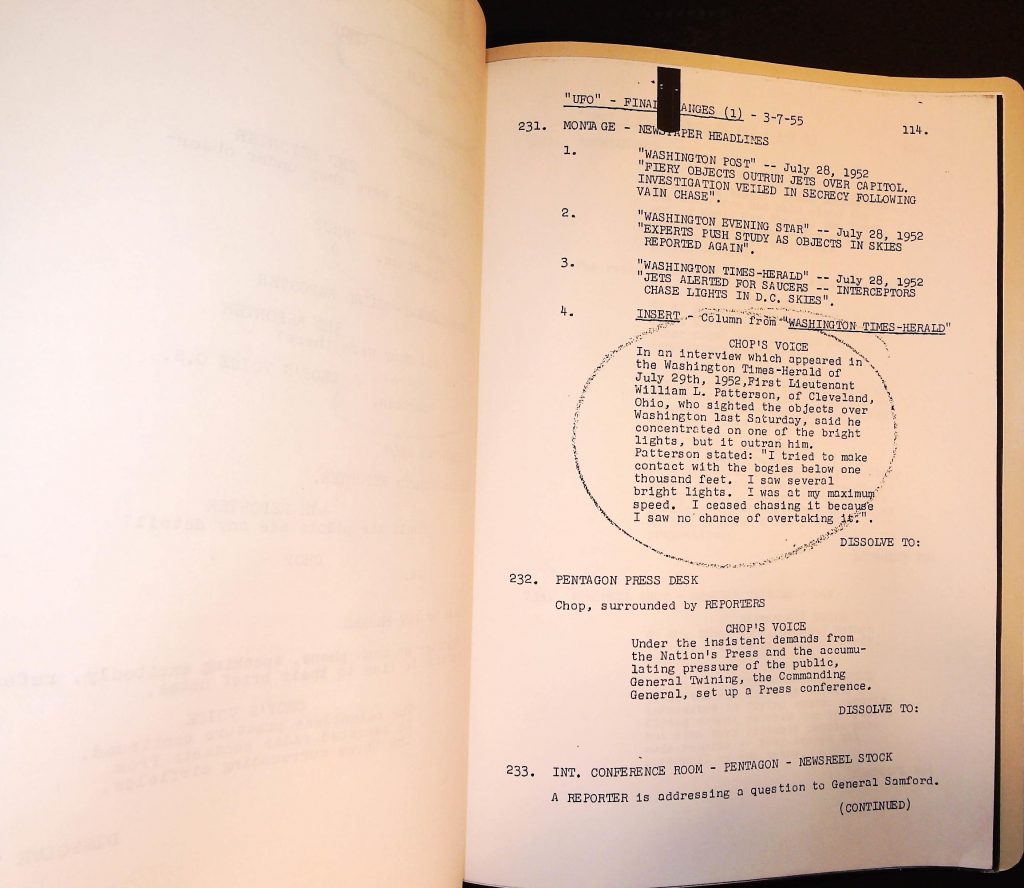 "UFO" - FINAL CHANGES (1) - 3-7-55
114.
231. MONTAGE - NEWSPAPER HEADLINES
1. "WASHINGTON POST" -- July 28, 1952
"FIERY OBJECTS OUTRUN JETS OVER CAPITOL.
INVESTIGATION VEILED IN SECRECY FOLLOWING
VAIN CHASE".
2. "WASHINGTON EVENING STAR" -- July 28, 1952
"EXPERTS PUSH STUDY AS OBJECTS IN SKIES
REPORTED AGAIN".
3. "WASHINGTON TIMES-HERALD" -- July 28, 1952
"JETS ALERTED FOR SAUCERS -- INTERCEPTORS
CHASE LIGHTS IN D.C. SKIES".
4. INSERT - Column from "WASHINGTON TIMES-HERALD"
CHOP'S VOICE
In an interview which appeared in
the Washington Times-Herald of
July 29th, 1952,First Lieutenant
William L. Patterson, of Cleveland,
Ohio, who sighted the objects over
Washington last Saturday, said he
concentrated on one of the bright
lights, but it outran him.
Patterson stated: "I tried to make
contact with the bogies below one
thousand feet. I saw several
bright lights. I was at my maximum
speed. I ceased chasing it because
I saw no chance of overtaking it.".
DISSOLVE TO:
232. PENTAGON PRESS DESK
Chop, surrounded by REPORTERS
CHOP'S VOICE
Under the insistent demands from
the Nation's Press and the accumu-
lating pressure of the public,
General Twining, the Commanding
General, set up a Press conference.
DISSOLVE TO:
233. INT. CONFERENCE ROOM - PENTAGON - NEWSREEL STOCK
A REPORTER is addressing a question to General Samford.
(CONTINUED)